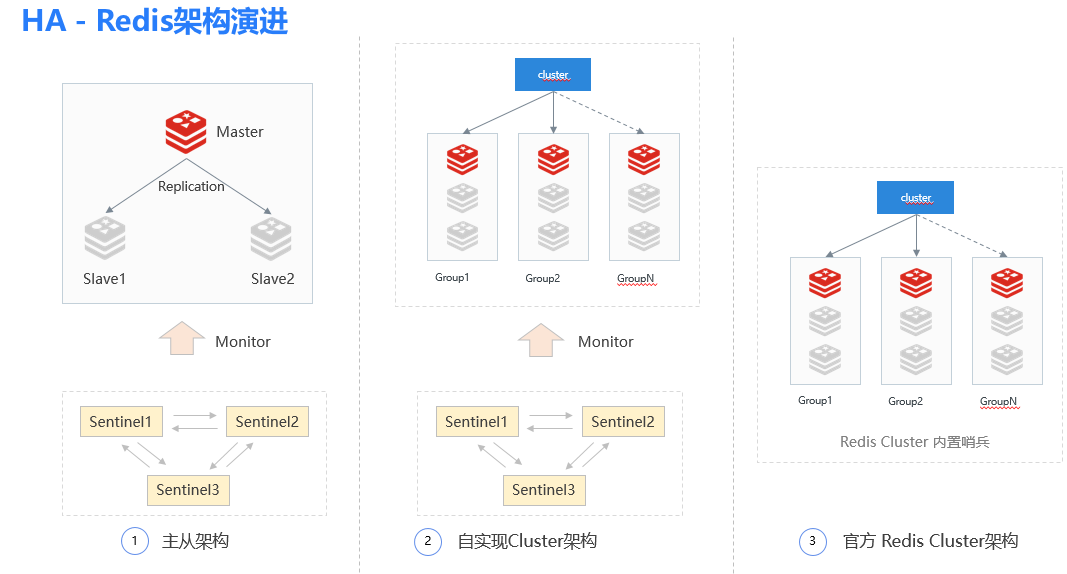 HA - Redis架构演进
Master
Replication
Slave1
Slave2
Monitor
Sentinel1
Sentinel2
Sentinel3
1 主从架构
cluster
Group1
Group2
GroupN
Monitor
Sentinel1
Sentinel2
Sentinel3
2 自实现Cluster架构
cluster
Group1
Group2
GroupN
Redis Cluster 内置哨兵
3 官方 Redis Cluster架构